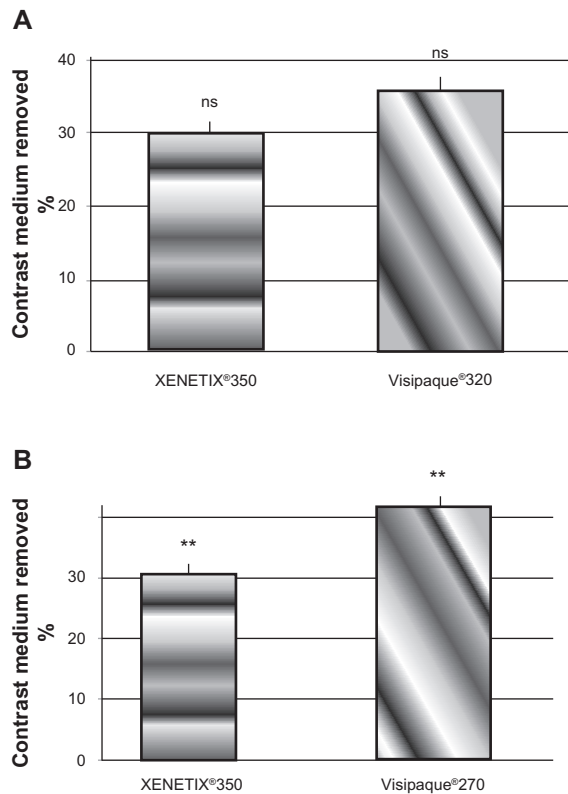 A
Contrast medium removed
%
40
30
20
10
0
ns
ns
XENETIX®350
Visipaque®320
B
Contrast medium removed
%
30
20
10
0
**
**
XENETIX®350
Visipaque®270